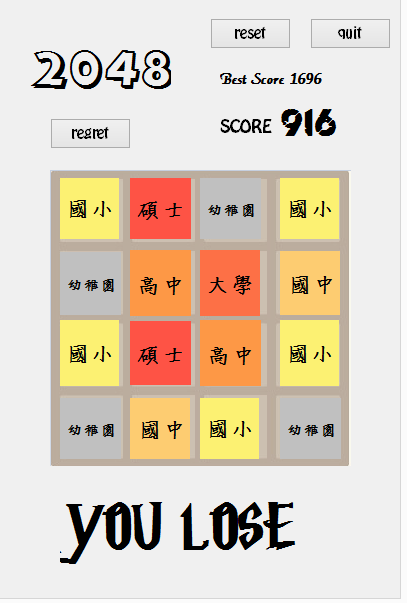 reset quit
2048
Best Score 1696
SCORE 916
regret
國小 碩士 幼稚園 國小
幼稚園 高中 大學 國中
國小 碩士 高中 國小
幼稚園 國中 國小 幼稚園
YOU LOSE